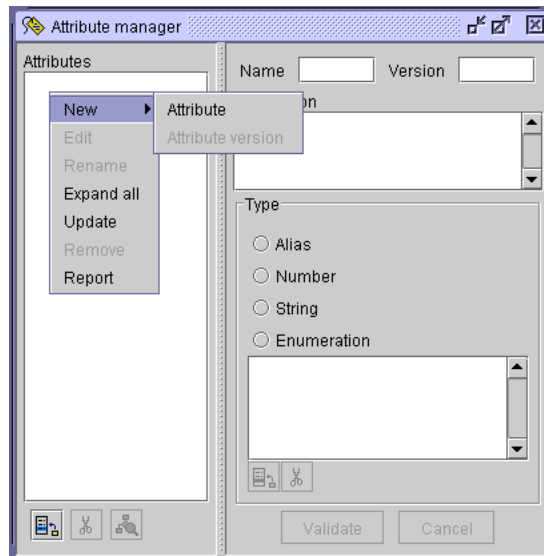 Attribute manager
Attributes
Name
Version
on
New
Attribute
Edit
Attribute version
Rename
Expand all
Update
Remove
Report
Type
Alias
Number
String
Enumeration
Validate
Cancel